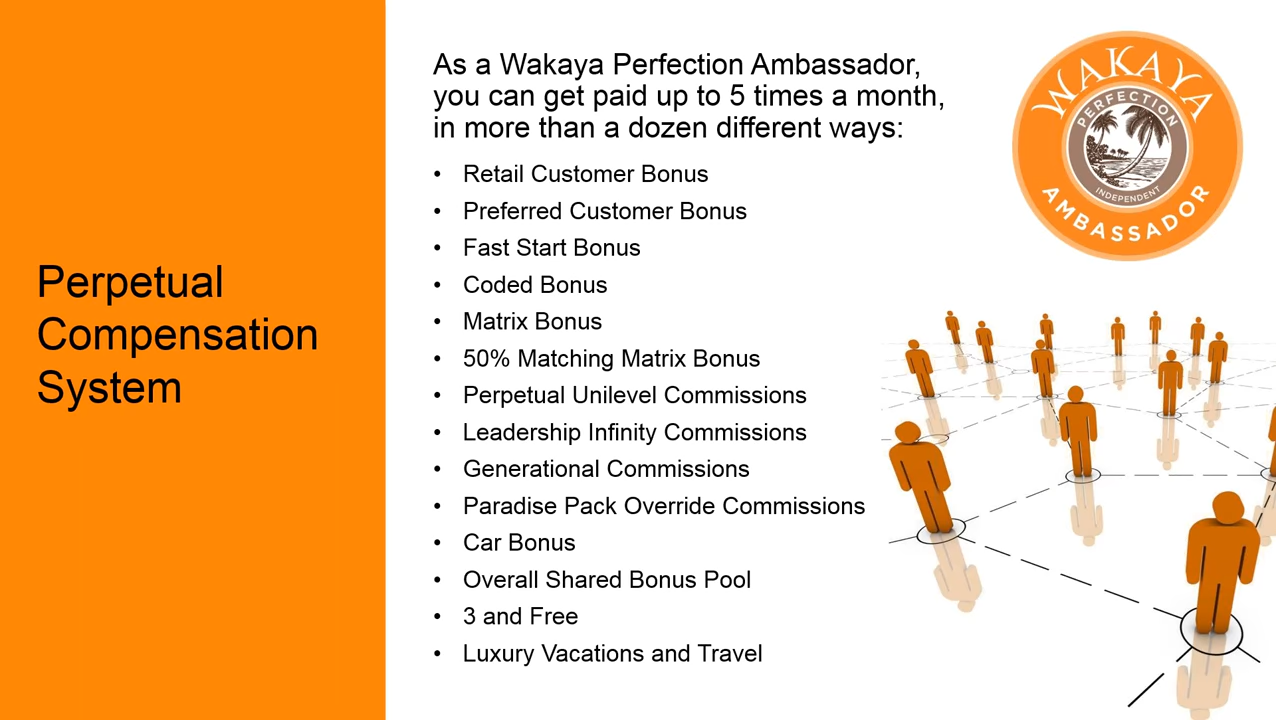 Perpetual
Compensation
System
As a Wakaya Perfection Ambassador,
you can get paid up to 5 times a month,
in more than a dozen different ways:
• Retail Customer Bonus
• Preferred Customer Bonus
• Fast Start Bonus
• Coded Bonus
• Matrix Bonus
• 50% Matching Matrix Bonus
• Perpetual Unilevel Commissions
• Leadership Infinity Commissions
• Generational Commissions
• Paradise Pack Override Commissions
• Car Bonus
• Overall Shared Bonus Pool
• 3 and Free
• Luxury Vacations and Travel
WAKAYA
PERFECTION
INDEPENDENT
AMBASSADOR